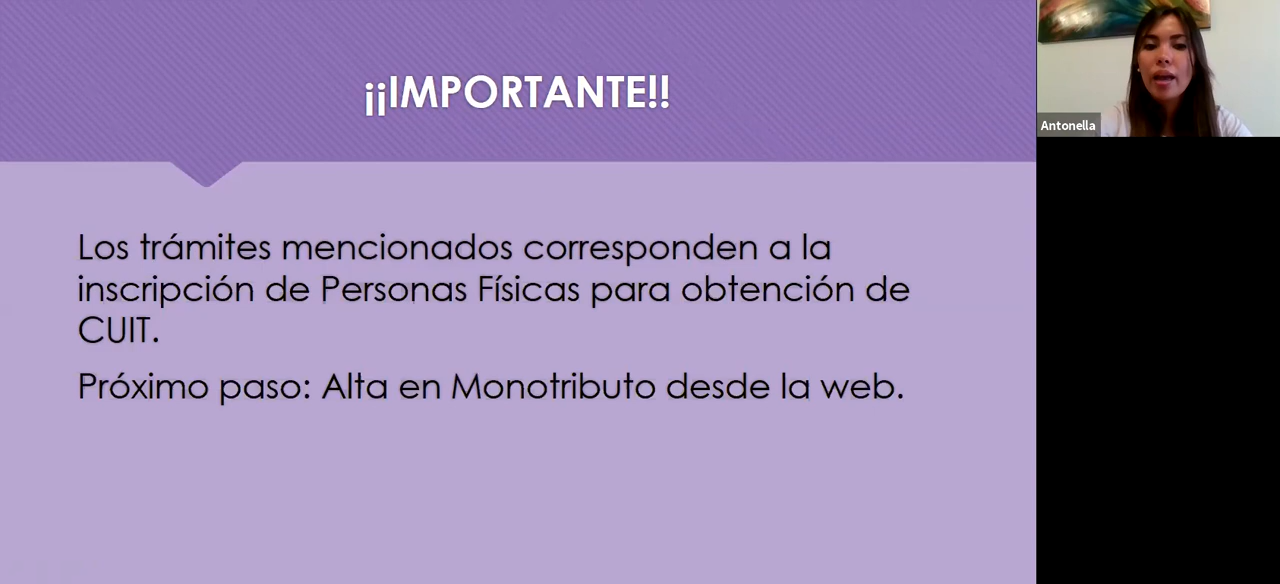 ¡¡IMPORTANTE!!
Los trámites mencionados corresponden a la
inscripción de Personas Físicas para obtención de
CUIT.
Próximo paso: Alta en Monotributo desde la web.
Antonella